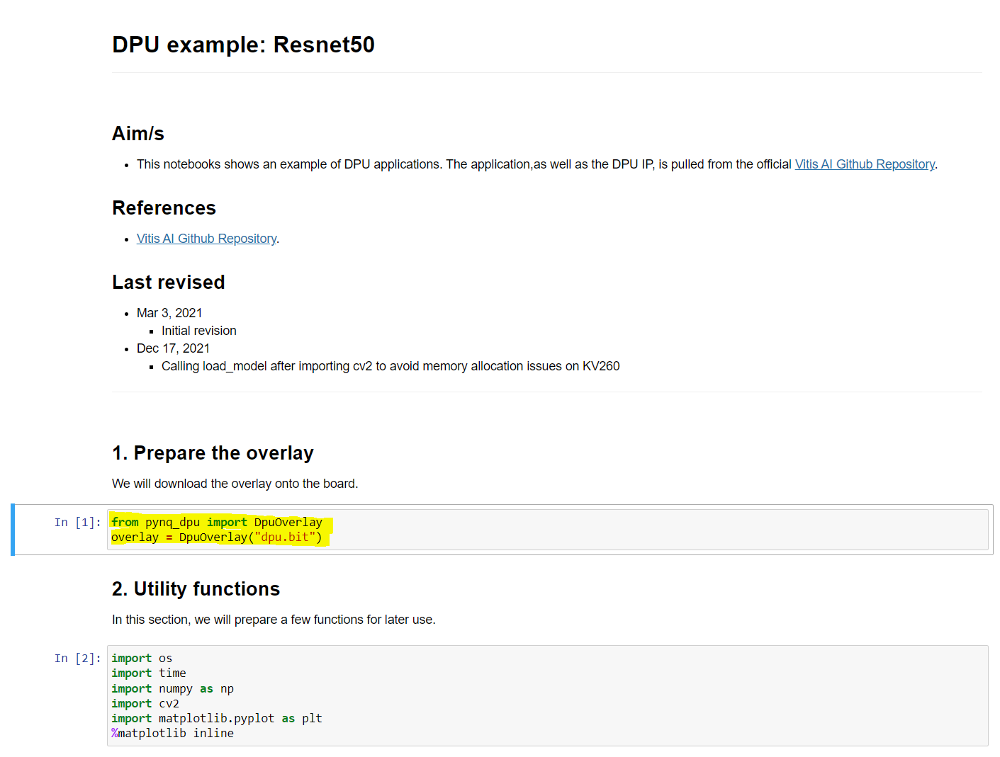 DPU example: Resnet50
Aim/s
• This notebooks shows an example of DPU applications. The application,as well as the DPU IP, is pulled from the official Vitis AI Github Repository.
References
• Vitis AI Github Repository.
Last revised
• Mar 3, 2021
▪ Initial revision
• Dec 17, 2021
▪ Calling load_model after importing cv2 to avoid memory allocation issues on KV260
1. Prepare the overlay
We will download the overlay onto the board.
In [1]: from pynq_dpu import DpuOverlay
overlay = DpuOverlay("dpu.bit")
2. Utility functions
In this section, we will prepare a few functions for later use.
In [2]: import os
import time
import numpy as np
import cv2
import matplotlib.pyplot as plt
%matplotlib inline